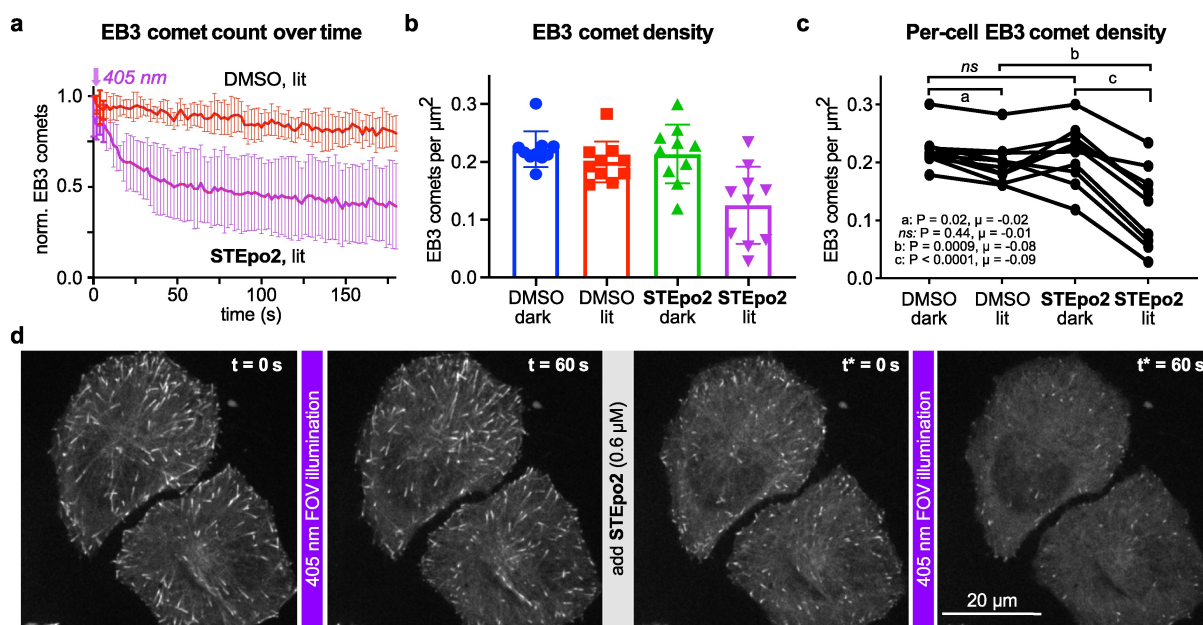 a
EB3 comet count over time
405 nm
DMSO, lit
norm. EB3 comets
1.0
0.5
0.0
STEpo2, lit
0
50
100
150
time (s)
b
EB3 comet density
EB3 comets per μm2
0.3
0.2
0.1
0.0
DMSO
dark
DMSO
lit
STEpo2
dark
STEpo2
lit
c
Per-cell EB3 comet density
b
ns
c
a
EB3 comets per μm2
0.3
0.2
0.1
0.0
a: P = 0.02, μ = -0.02
ns: P = 0.44, μ = -0.01
b: P = 0.0009, μ = -0.08
c: P < 0.0001, μ = -0.09
DMSO
dark
DMSO
lit
STEpo2
dark
STEpo2
lit
d
t = 0 s
405 nm FOV illumination
t = 60 s
add STEpo2 (0.6 μM)
t* = 0 s
405 nm FOV illumination
t* = 60 s
20 μm